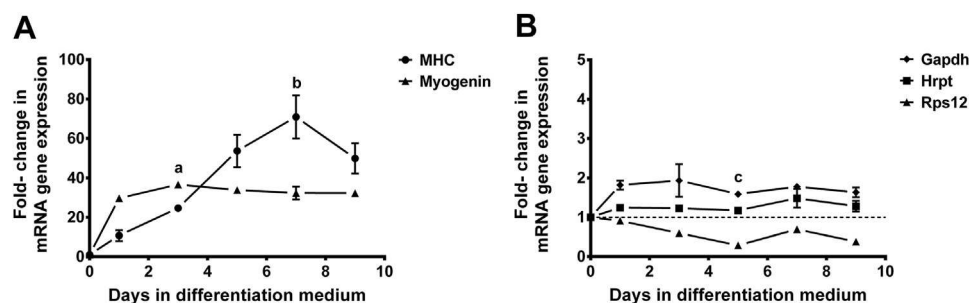 A
Fold- change in
mRNA gene expression
100
80
60
40
20
0
0 2 4 6 8 10
Days in differentiation medium
a
b
MHC
Myogenin
B
Fold- change in
mRNA gene expression
5
4
3
2
1
0
0 2 4 6 8 10
Days in differentiation medium
c
Gapdh
Hrpt
Rps12